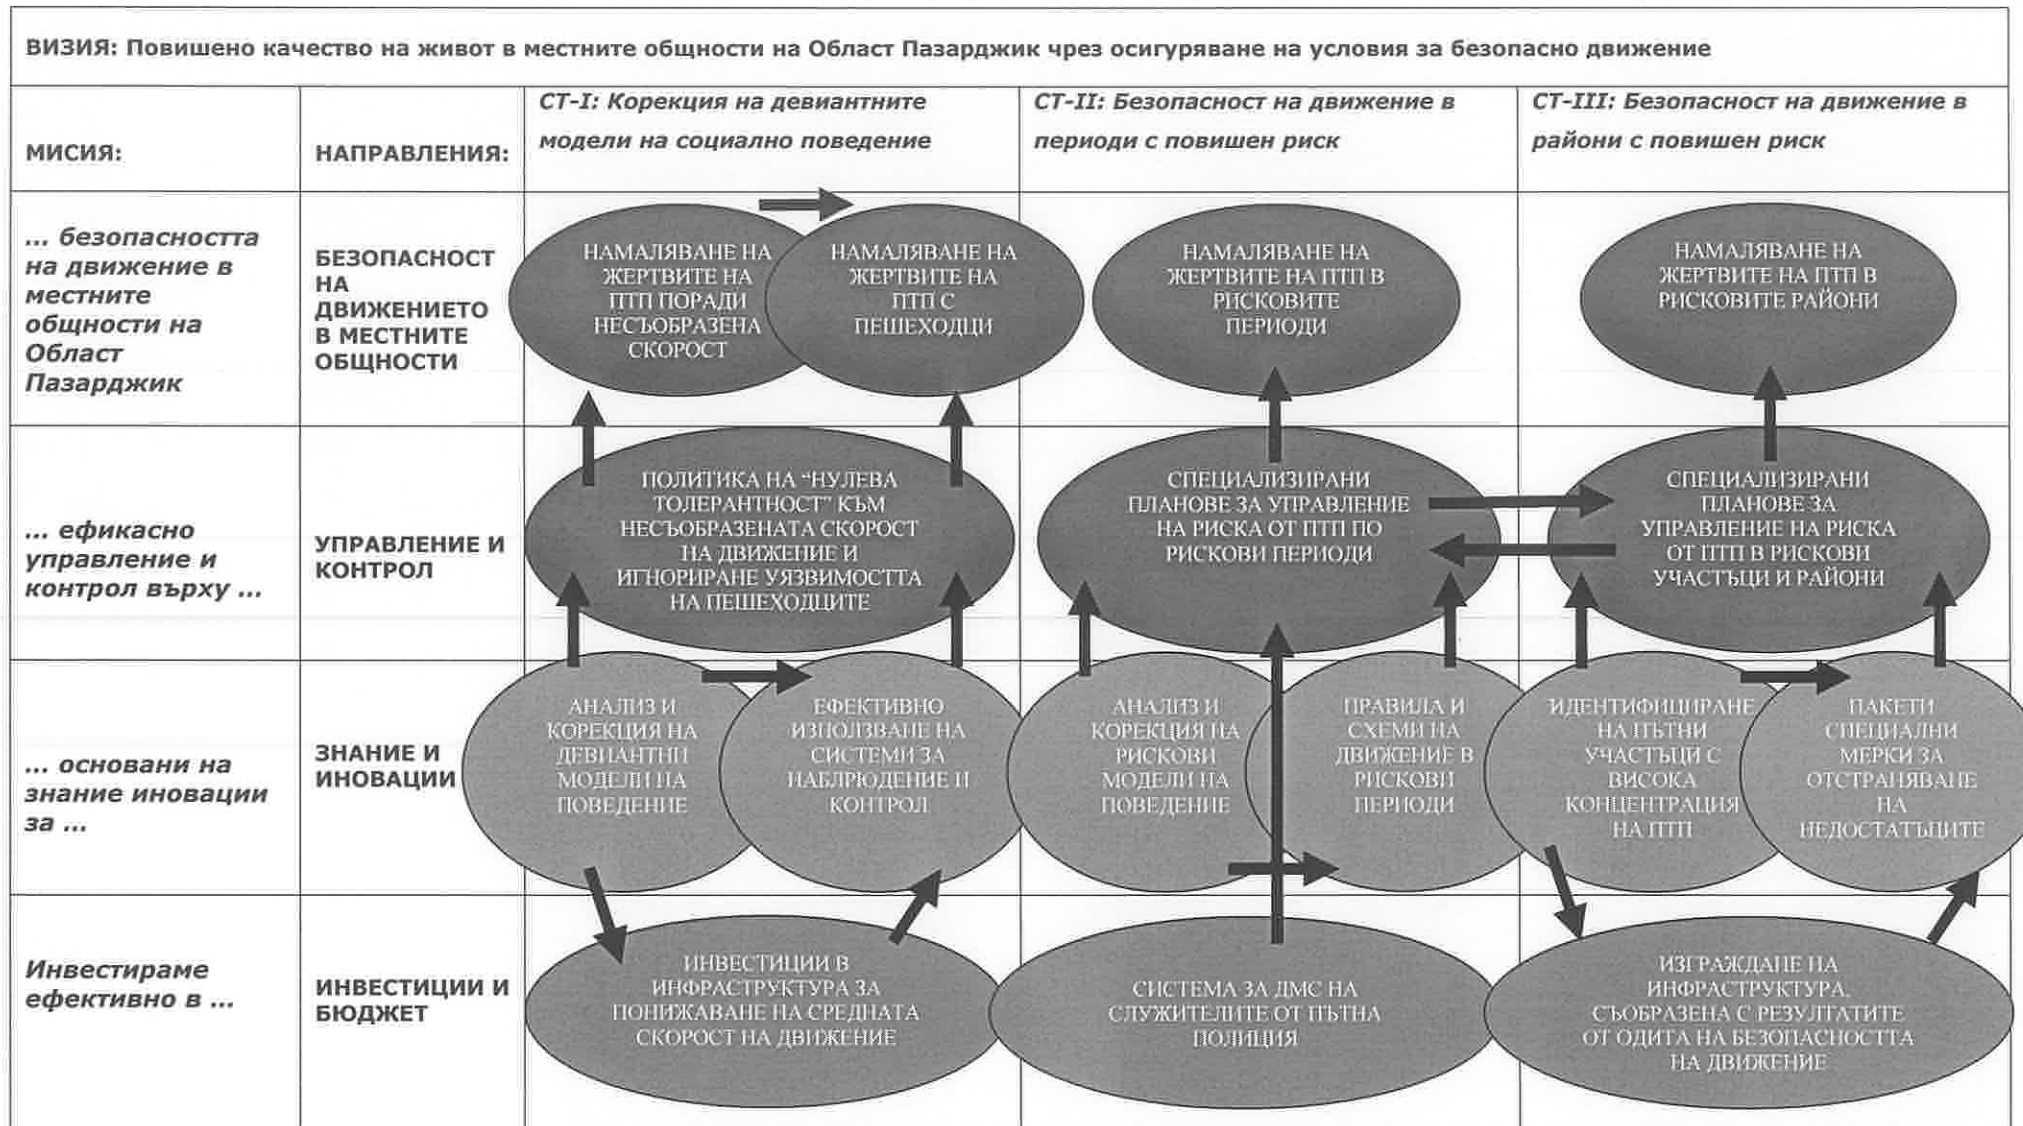 ВИЗИЯ: Повишено качество на живот в местните общности на Област Пазарджик чрез осигуряване на условия за безопасно движение
МИСИЯ:
НАПРАВЛЕНИЯ:
СТ-I: Корекция на девиантните
модели на социално поведение
СТ-II: Безопасност на движение в
периоди с повишен риск
СТ-III: Безопасност на движение в
райони с повишен риск
... безопасността
на движение в
местните
общности на
Област
Пазарджик
БЕЗОПАСНОСТ
НА
ДВИЖЕНИЕТО
В МЕСТНИТЕ
ОБЩНОСТИ
НАМАЛЯВАНЕ НА
ЖЕРТВИТЕ НА
ПТП ПОРАДИ
НЕСЪОБРАЗЕНА
СКОРОСТ
НАМАЛЯВАНЕ НА
ЖЕРТВИТЕ НА
ПТП С
ПЕШЕХОДЦИ
НАМАЛЯВАНЕ НА
ЖЕРТВИТЕ НА ПТП В
РИСКОВИТЕ
ПЕРИОДИ
НАМАЛЯВАНЕ НА
ЖЕРТВИТЕ НА ПТП В
РИСКОВИТЕ РАЙОНИ
... ефикасно
управление и
контрол върху ...
УПРАВЛЕНИЕ И
КОНТРОЛ
ПОЛИТИКА НА “НУЛЕВА
ТОЛЕРАНТНОСТ” КЪМ
НЕСЪОБРАЗЕНАТА СКОРОСТ
НА ДВИЖЕНИЕ И
ИГНОРИРАНЕ УЯЗВИМОСТТА
НА ПЕШЕХОДЦИТЕ
СПЕЦИАЛИЗИРАНИ
ПЛАНОВЕ ЗА УПРАВЛЕНИЕ
НА РИСКА ОТ ПТП ПО
РИСКОВИ ПЕРИОДИ
СПЕЦИАЛИЗИРАНИ
ПЛАНОВЕ ЗА
УПРАВЛЕНИЕ НА РИСКА
ОТ ПТП В РИСКОВИ
УЧАСТЪЦИ И РАЙОНИ
... основани на
знание иновации
за ...
ЗНАНИЕ И
ИНОВАЦИИ
АНАЛИЗ И
КОРЕКЦИЯ НА
ДЕВИАНТНИ
МОДЕЛИ НА
ПОВЕДЕНИЕ
ЕФЕКТИВНО
ИЗПОЛЗВАНЕ НА
СИСТЕМИ ЗА
НАБЛЮДЕНИЕ И
КОНТРОЛ
АНАЛИЗ И
КОРЕКЦИЯ НА
РИСКОВИ
МОДЕЛИ НА
ПОВЕДЕНИЕ
ПРАВИЛА И
СХЕМИ НА
ДВИЖЕНИЕ В
РИСКОВИ
ПЕРИОДИ
ИДЕНТИФИЦИРАНЕ
НА ПЪТНИ
УЧАСТЪЦИ С
ВИСОКА
КОНЦЕНТРАЦИЯ
НА ПТП
ПАКЕТИ
СПЕЦИАЛНИ
МЕРКИ ЗА
ОТСТРАНЯВАНЕ
НА
НЕДОСТАТЪЦИТЕ
Инвестираме
ефективно в ...
ИНВЕСТИЦИИ И
БЮДЖЕТ
ИНВЕСТИЦИИ В
ИНФРАСТРУКТУРА ЗА
ПОНИЖАВАНЕ НА СРЕДНАТА
СКОРОСТ НА ДВИЖЕНИЕ
СИСТЕМА ЗА ДМС НА
СЛУЖИТЕЛИТЕ ОТ ПЪТНА
ПОЛИЦИЯ
ИЗГРАЖДАНЕ НА
ИНФРАСТРУКТУРА,
СЪОБРАЗЕНА С РЕЗУЛТАТИТЕ
ОТ ОДИТА НА БЕЗОПАСНОСТТА
НА ДВИЖЕНИЕ